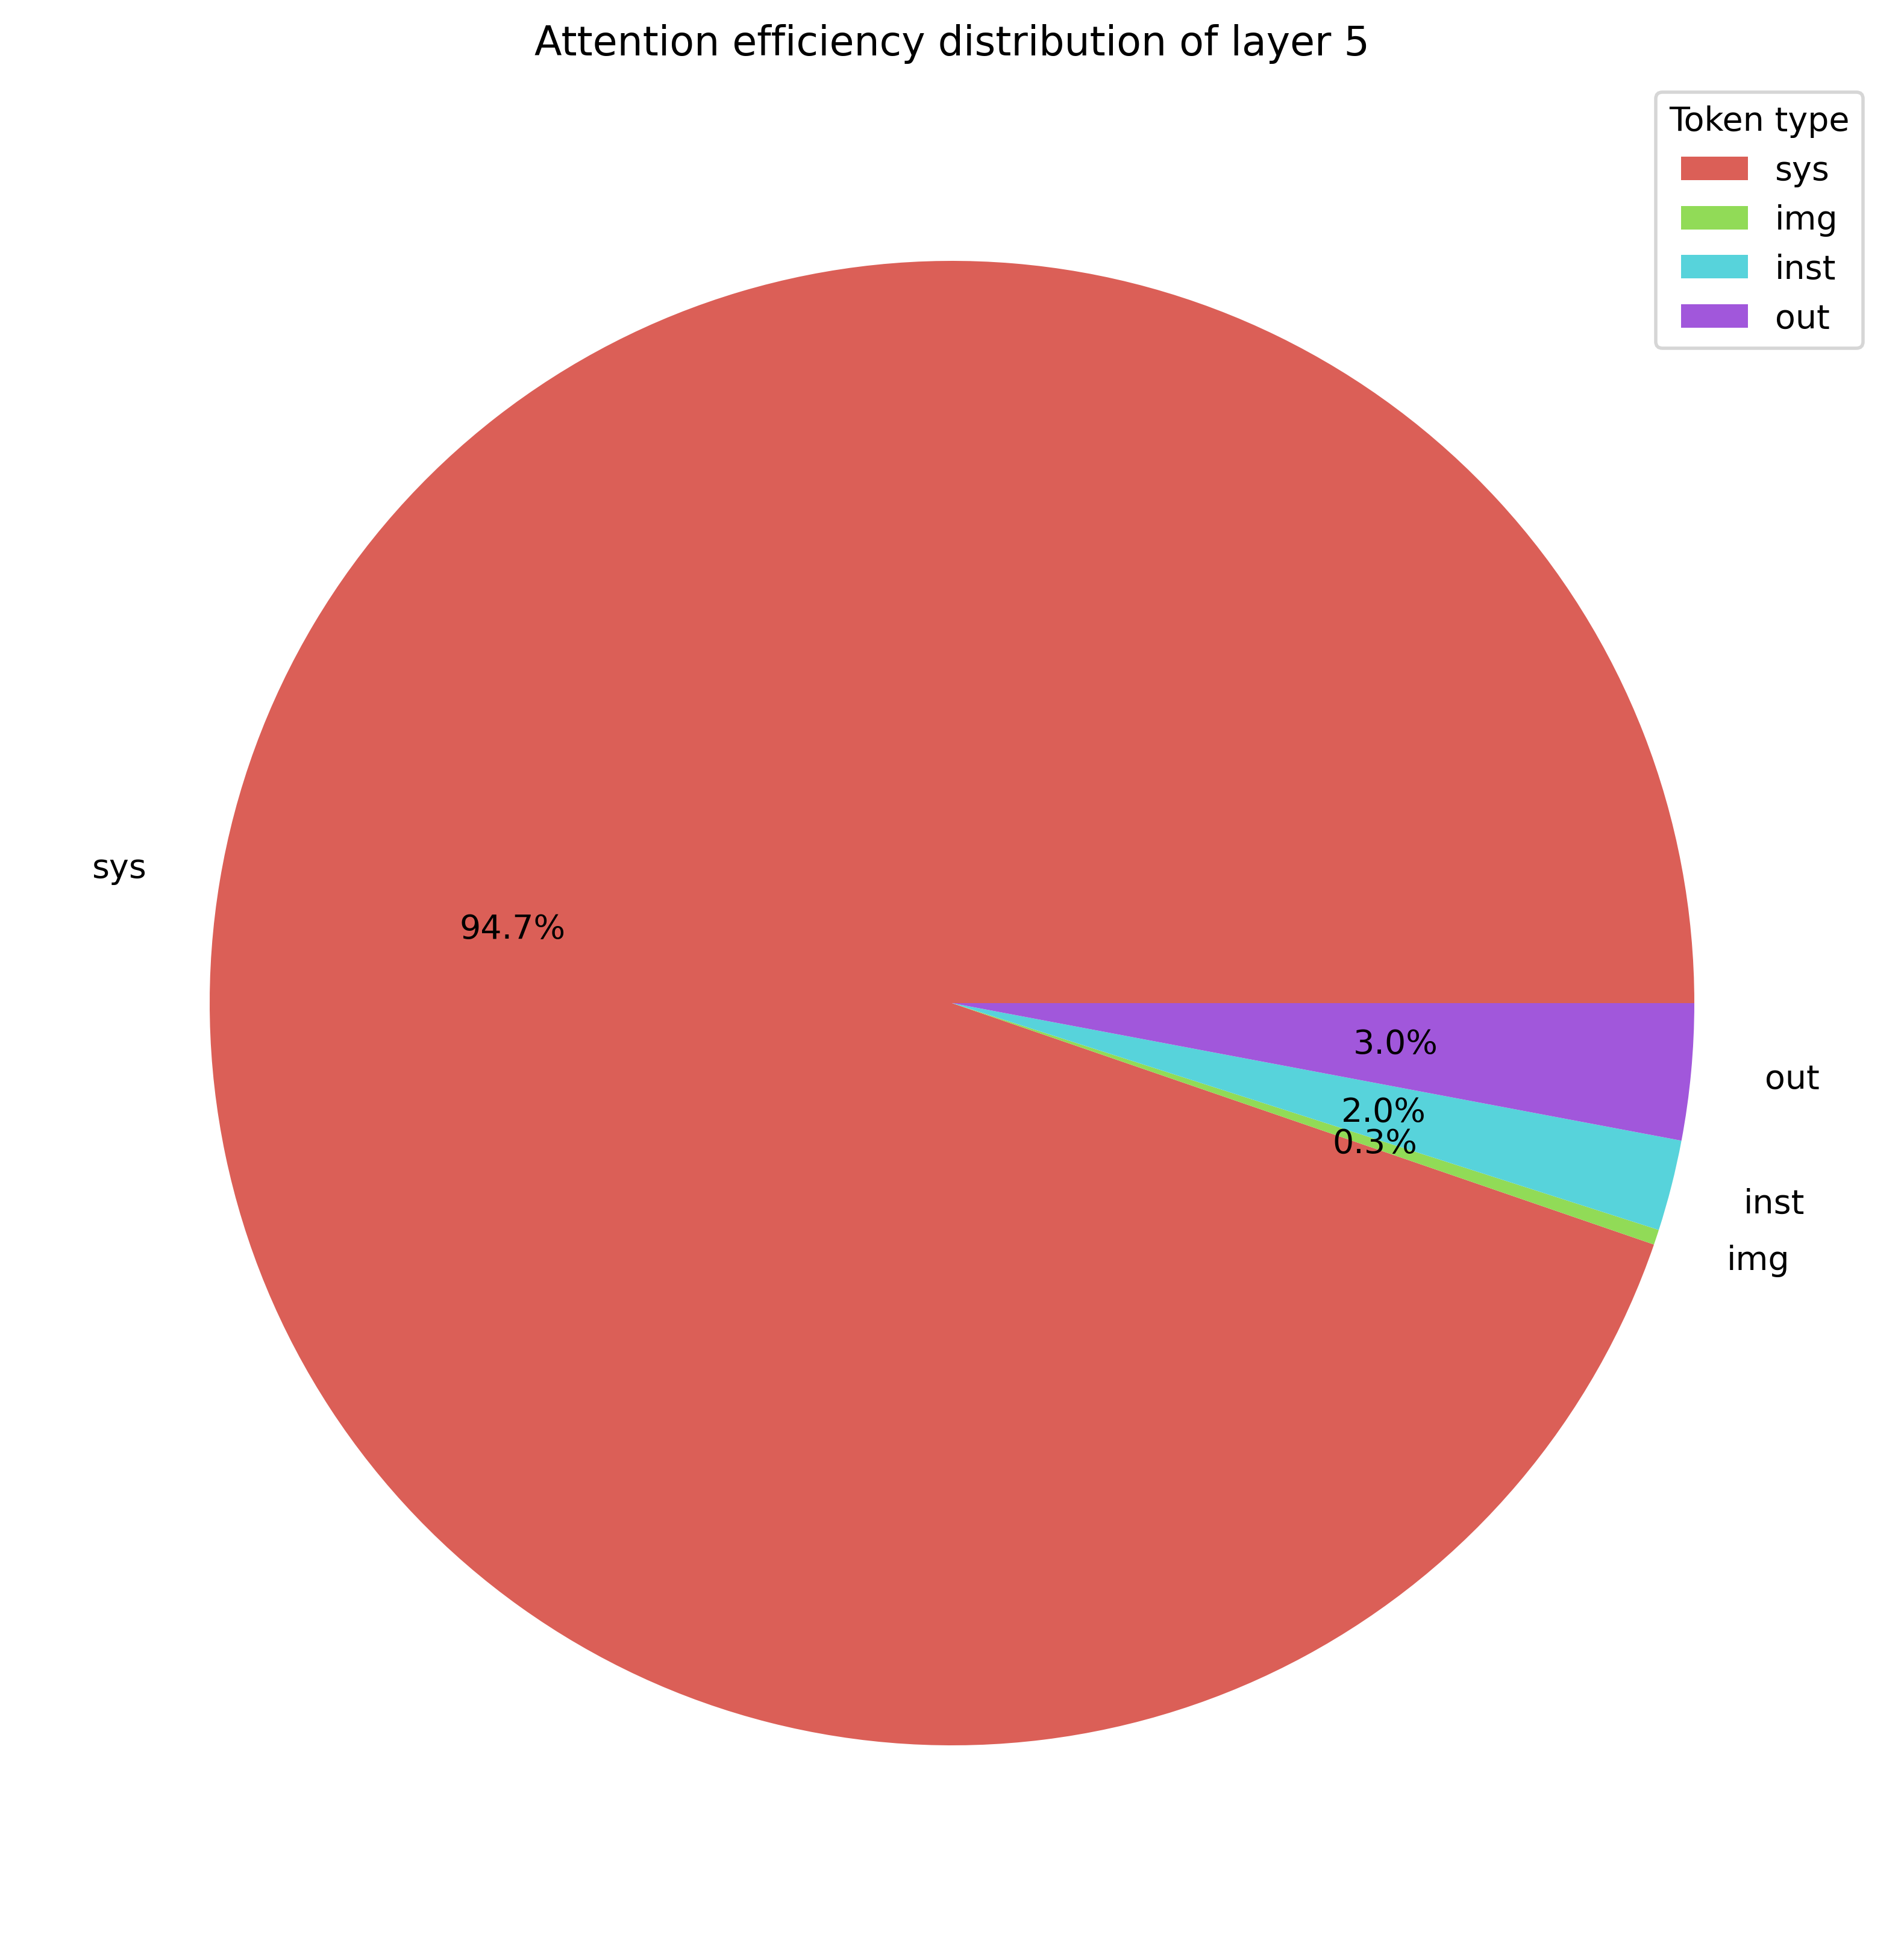 Attention efficiency distribution of layer 5
Token type
sys
img
inst
out
sys
94.7%
3.0%
out
2.0%
0.3%
inst
img